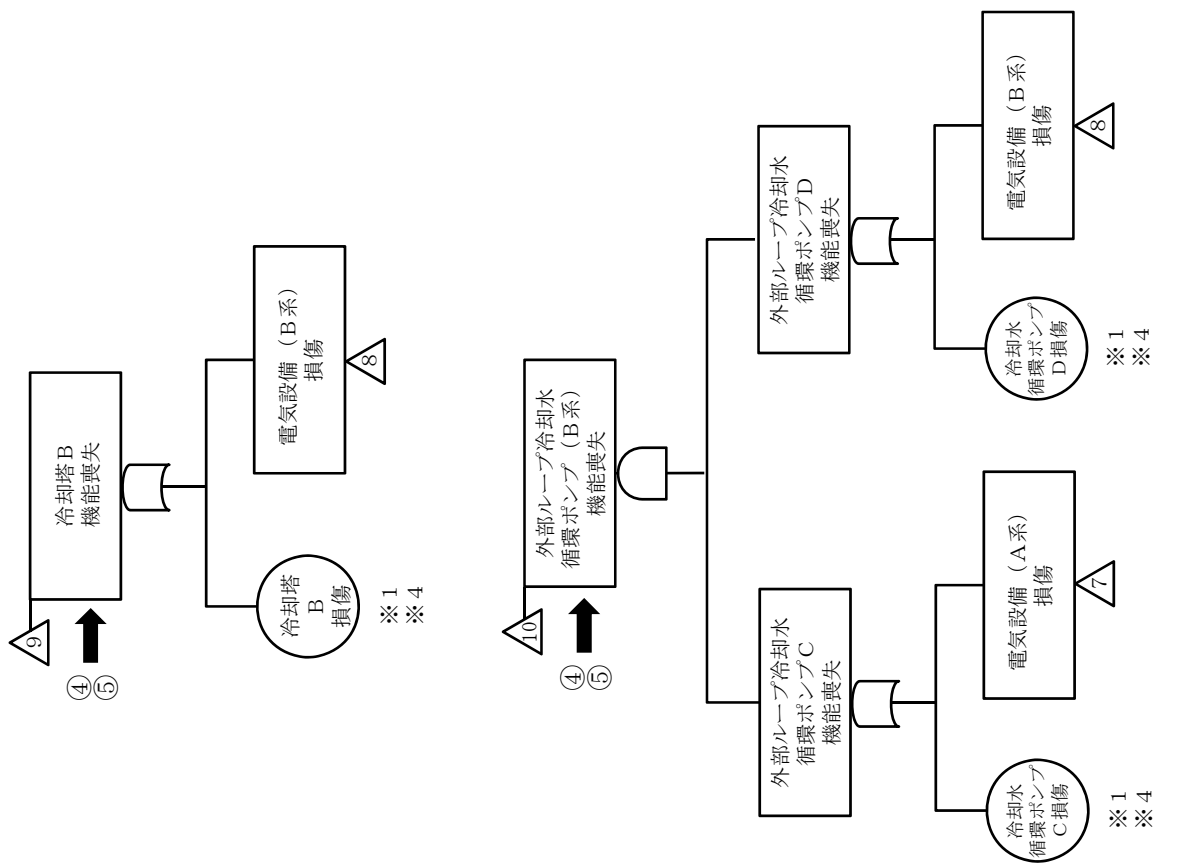 9
冷却塔B
機能喪失
④
⑤
冷却塔
B
損傷
※1
※4
電気設備（B系）
損傷
8
10
外部ループ冷却水
循環ポンプ（B系）
機能喪失
④
⑤
外部ループ冷却水
循環ポンプC
機能喪失
外部ループ冷却水
循環ポンプD
機能喪失
冷却水
循環ポンプ
C損傷
※1
※4
電気設備（A系）
損傷
7
冷却水
循環ポンプ
D損傷
※1
※4
電気設備（B系）
損傷
8